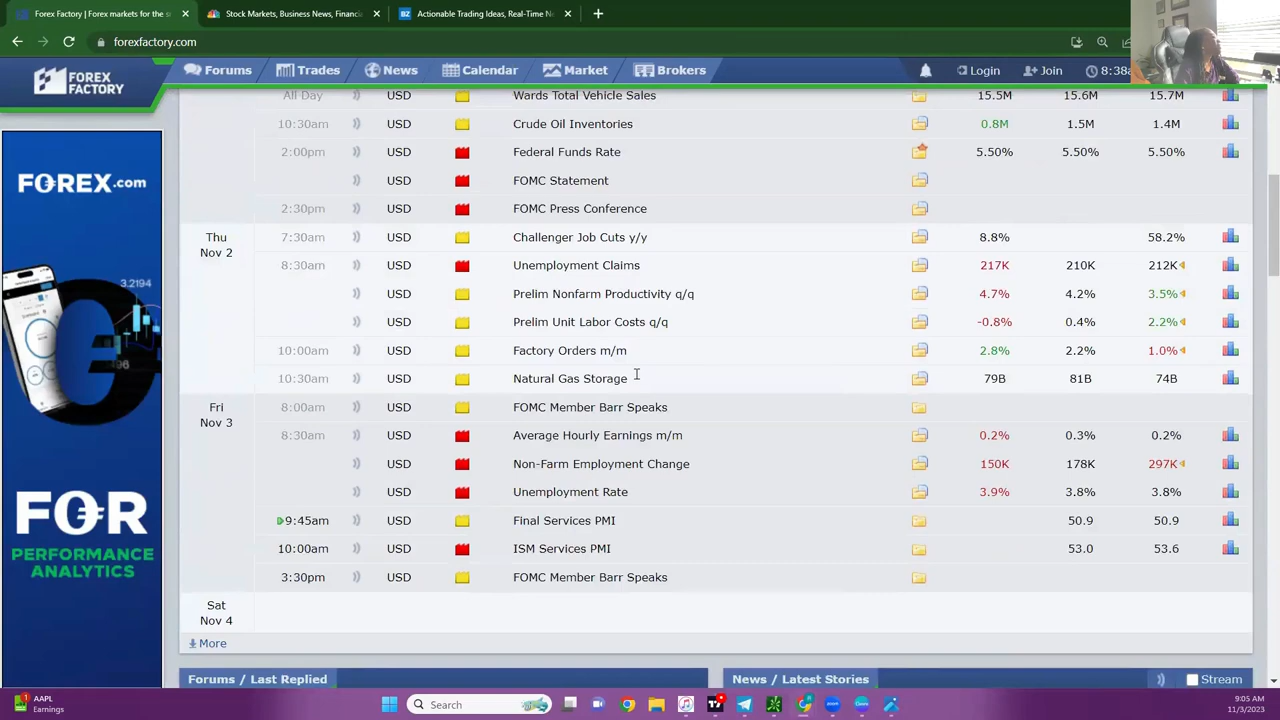 Forex Factory | Forex markets for the s
Stock Markets, Business News, Financi
Actionable Trading Ideas, Real-Time N
forexfactory.com
FOREX FACTORY
Forums
Trades
News
Calendar
Market
Brokers
Join
8:38a
USD Vehicle Sales 15.5M 15.6M 15.7M
10:30am USD Crude Oil Inventories 0.8M 1.5M 1.4M
2:00pm USD Federal Funds Rate 5.50% 5.50% 5.50%
USD FOMC Statement
2:30pm USD FOMC Press Conference
Thu Nov 2 7:30am USD Challenger Job Cuts y/y 8.8% 58.2%
8:30am USD Unemployment Claims 217K 210K 212K
USD Prelim Nonfarm Productivity q/q 4.7% 4.2% 3.5%
USD Prelim Unit Labor Costs q/q -0.8% 0.4% 2.2%
10:00am USD Factory Orders m/m 2.8% 2.2% 1.0%
10:30am USD Natural Gas Storage 79B 81B 74B
Fri Nov 3 8:00am USD FOMC Member Barr Speaks
8:30am USD Average Hourly Earnings m/m 0.2% 0.3% 0.2%
USD Non-Farm Employment Change 150K 178K 297K
USD Unemployment Rate 3.9% 3.8% 3.8%
9:45am USD Final Services PMI 50.9 50.9
10:00am USD ISM Services PMI 53.0 53.6
3:30pm USD FOMC Member Barr Speaks
Sat Nov 4
More
Forums / Last Replied
News / Latest Stories
Stream
FOREX.com
3.2194
FOR
PERFORMANCE
ANALYTICS
1
AAPL
Earnings
Search
9:05 AM
11/3/2023